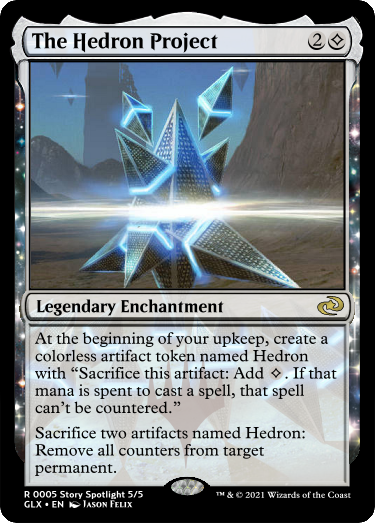 The Hedron Project 2
Legendary Enchantment
At the beginning of your upkeep, create a
colorless artifact token named Hedron
with “Sacrifice this artifact: Add . If that
mana is spent to cast a spell, that spell
can’t be countered.”
Sacrifice two artifacts named Hedron:
Remove all counters from target
permanent.
R 0005 Story Spotlight 5/5
GLX • EN Jason Felix
™ & © 2021 Wizards of the Coast